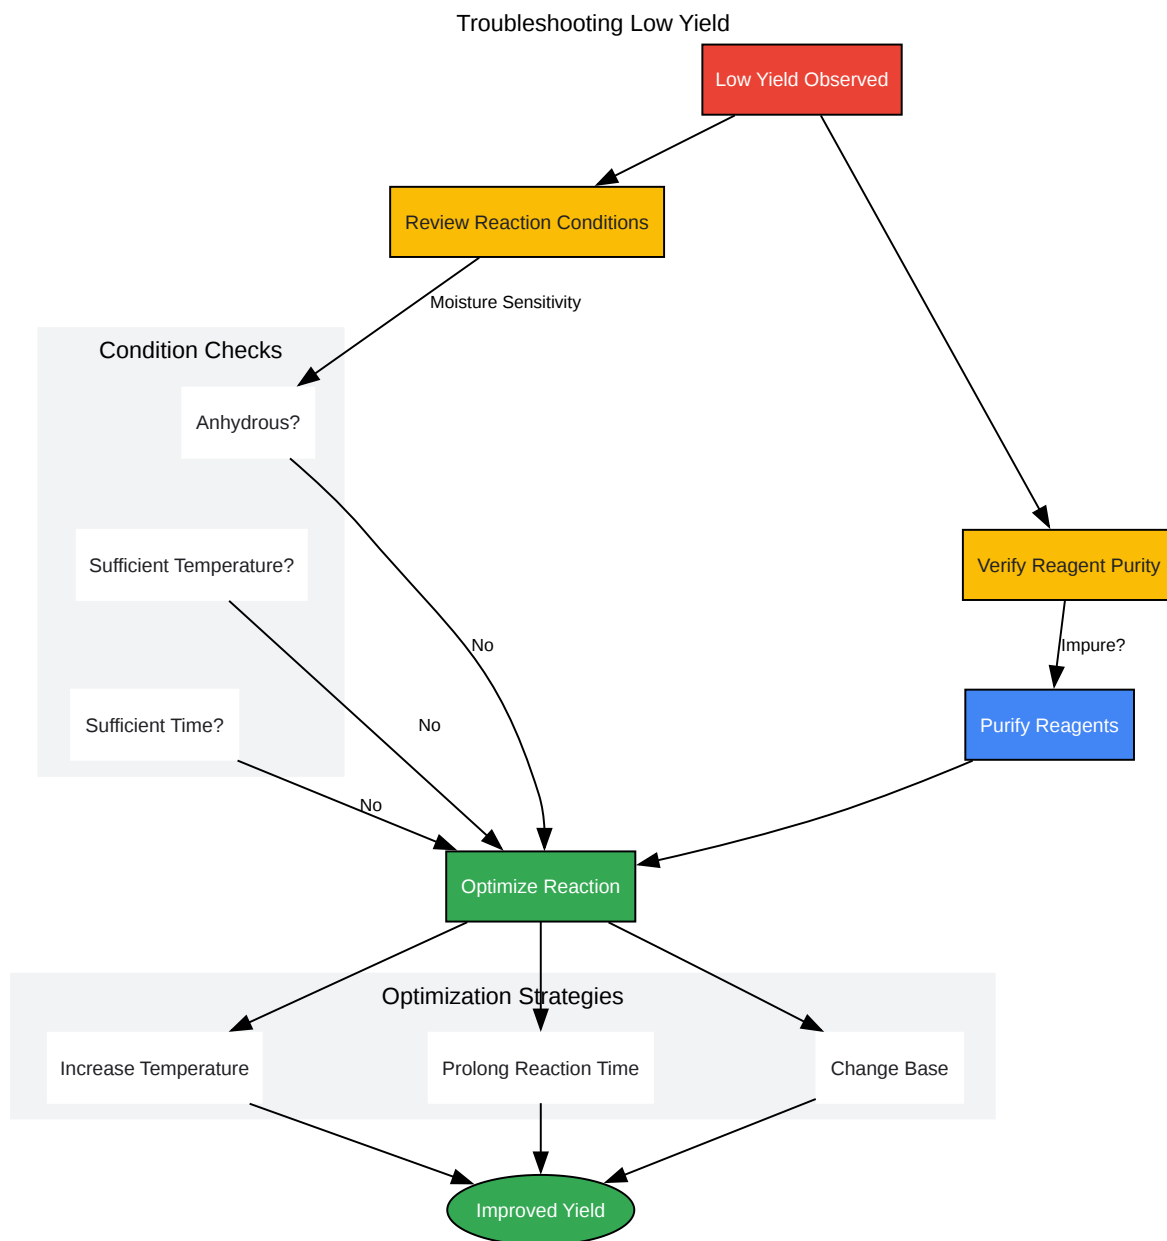 Troubleshooting Low Yield
Low Yield Observed
Review Reaction Conditions
Moisture Sensitivity
Condition Checks
Anhydrous?
Sufficient Temperature?
Verify Reagent Purity
No
Impure?
Sufficient Time?
No
Purify Reagents
No
Optimize Reaction
Optimization Strategies
Increase Temperature
Prolong Reaction Time
Change Base
Improved Yield